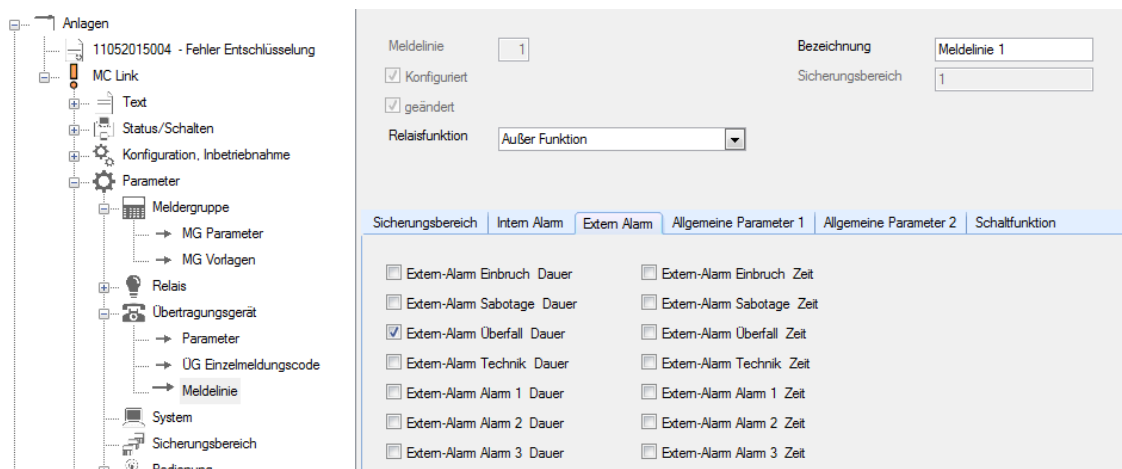 Anlagen
11052015004 - Fehler Entschlüsselung
MC Link
Text
Status/Schalten
Konfiguration, Inbetriebnahme
Parameter
Meldergruppe
MG Parameter
MG Vorlagen
Relais
Übertragungsgerät
Parameter
ÜG Einzelmeldungscode
Meldelinie
System
Sicherungsbereich
Bedienung
Meldelinie 1
Bezeichnung Meldelinie 1
Konfiguriert
Sicherungsbereich 1
geändert
Relaisfunktion Außer Funktion
Sicherungsbereich Intern Alarm Extern Alarm Allgemeine Parameter 1 Allgemeine Parameter 2 Schaltfunktion
Extern-Alarm Einbruch Dauer Extern-Alarm Einbruch Zeit
Extern-Alarm Sabotage Dauer Extern-Alarm Sabotage Zeit
Extern-Alarm Überfall Dauer Extern-Alarm Überfall Zeit
Extern-Alarm Technik Dauer Extern-Alarm Technik Zeit
Extern-Alarm Alarm 1 Dauer Extern-Alarm Alarm 1 Zeit
Extern-Alarm Alarm 2 Dauer Extern-Alarm Alarm 2 Zeit
Extern-Alarm Alarm 3 Dauer Extern-Alarm Alarm 3 Zeit